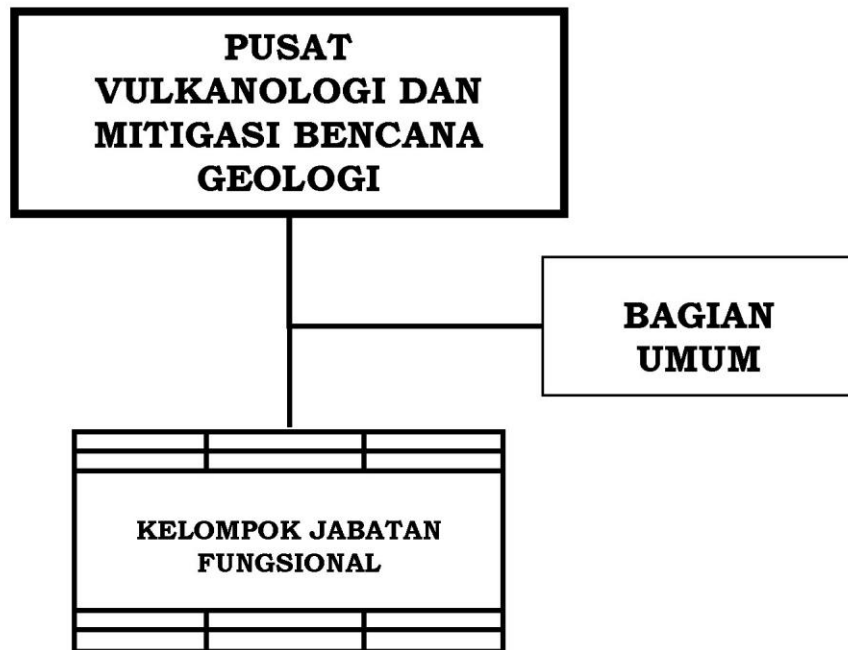 PUSAT
VULKANOLOGI DAN
MITIGASI BENCANA
GEOLOGI
BAGIAN
UMUM
KELOMPOK JABATAN
FUNGSIONAL